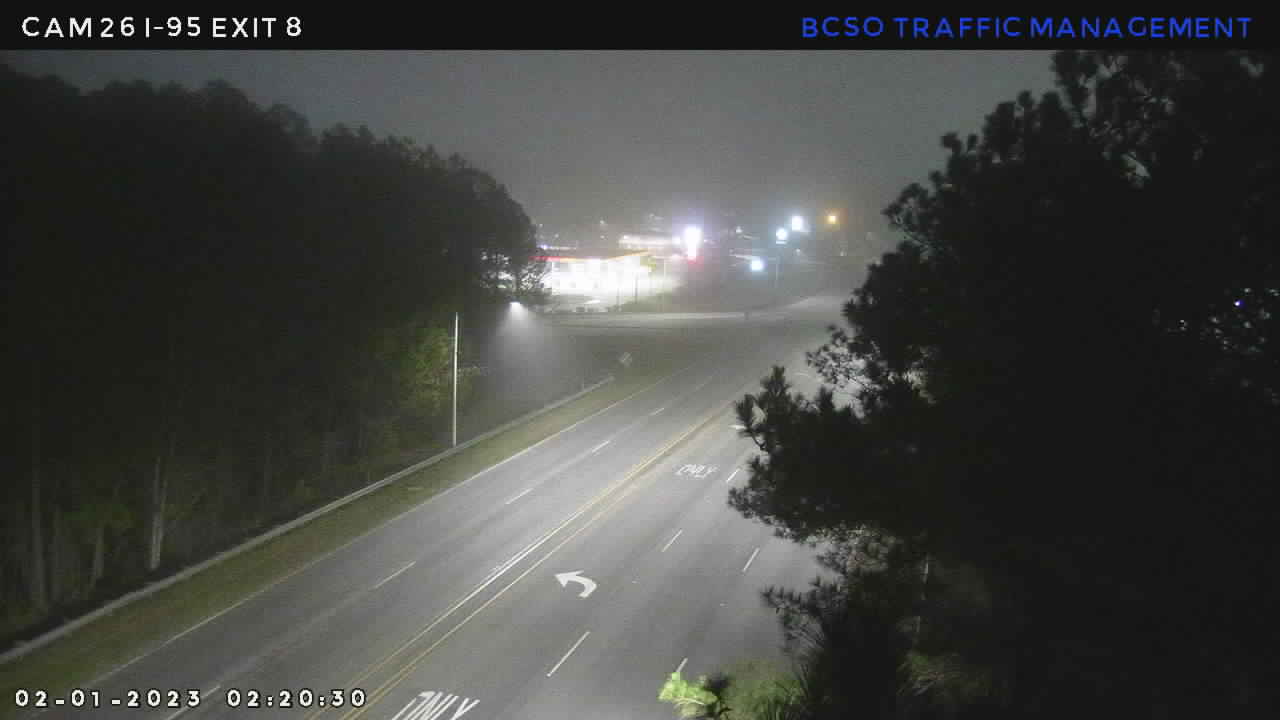 CAM 26 I-95 EXIT 8
BCSO TRAFFIC MANAGEMENT
ONLY
ONLY
02-01-2023 02:20:30